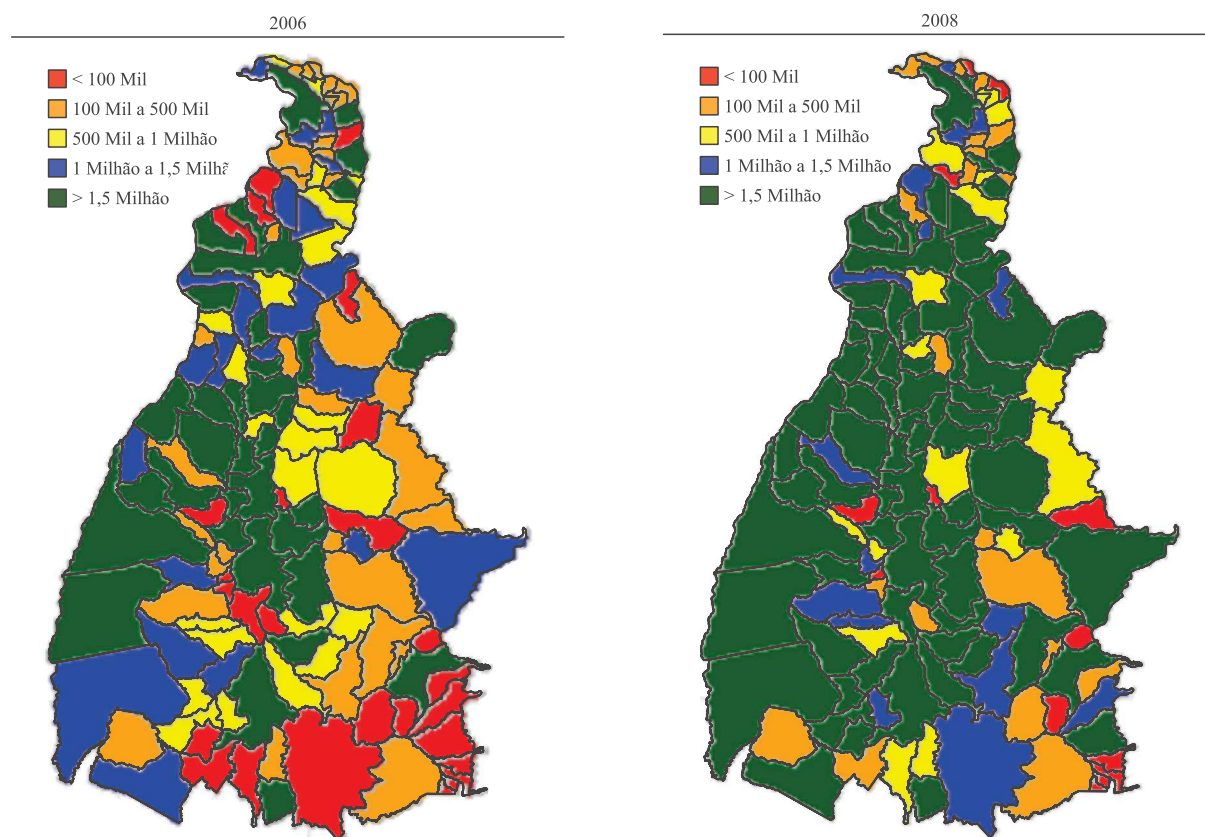 2006
< 100 Mil
100 Mil a 500 Mil
500 Mil a 1 Milhão
1 Milhão a 1,5 Milhã
> 1,5 Milhão
2008
< 100 Mil
100 Mil a 500 Mil
500 Mil a 1 Milhão
1 Milhão a 1,5 Milhão
> 1,5 Milhão